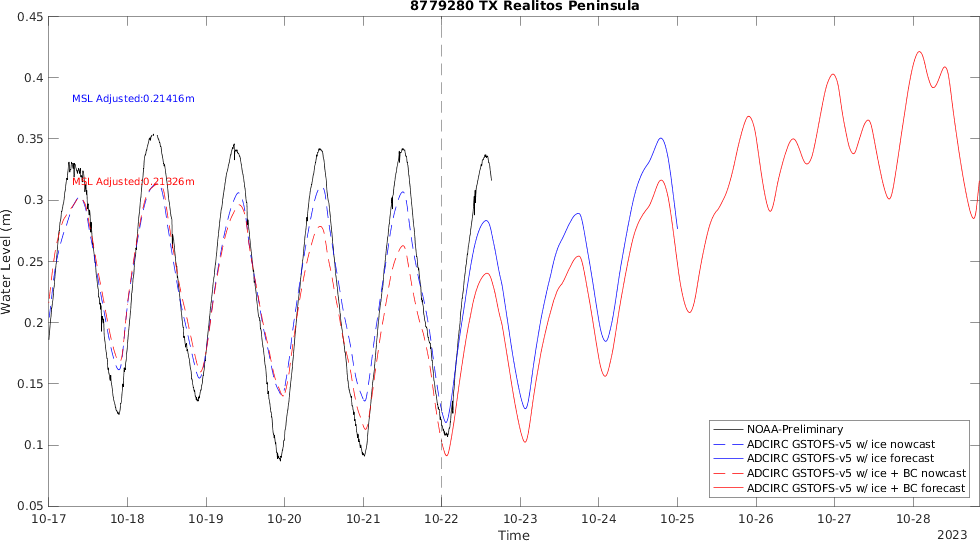 8779280 TX Realitos Peninsula
0.45
0.4
0.35
0.3
0.25
0.2
0.15
0.1
0.05
Water Level (m)
MSL Adjusted:0.21416m
MSL Adjusted:0.21326m
NOAA-Preliminary
ADCIRC GSTOFS-v5 w/ ice nowcast
ADCIRC GSTOFS-v5 w/ ice forecast
ADCIRC GSTOFS-v5 w/ ice + BC nowcast
ADCIRC GSTOFS-v5 w/ ice + BC forecast
10-17 10-18 10-19 10-20 10-21 10-22 10-23 10-24 10-25 10-26 10-27 10-28
Time
2023